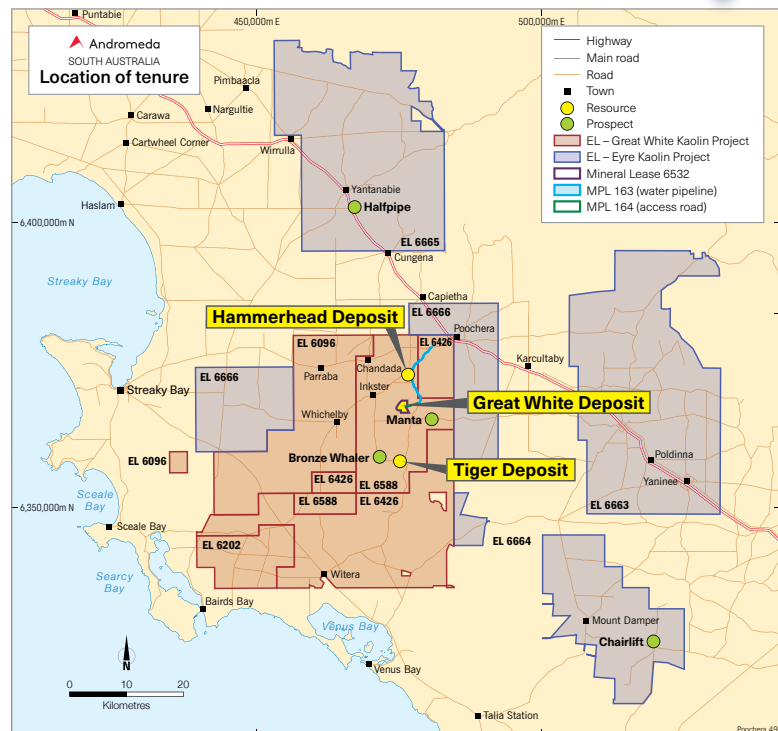 450,000m E
500,000m E
Puntabie
Andromeda
SOUTH AUSTRALIA
Location of tenure
Highway
Main road
Road
Town
Resource
Prospect
EL – Great White Kaolin Project
EL – Eyre Kaolin Project
Mineral Lease 6532
MPL 163 (water pipeline)
MPL 164 (access road)
Pimbaacla
Nargultie
Carawa
Cartwheel Corner
Wirrulla
Yantanabie
Haslam
Halfpipe
6,400,000m N
EL 6665
Cungena
Streaky Bay
Capietha
EL 6666
Hammerhead Deposit
Poochera
EL 6096
EL 6426
Chandada
Karcultaby
EL 6666
Parraba
Streaky Bay
Inkster
Great White Deposit
Whichelby
Manta
Bronze Whaler
EL 6096
Tiger Deposit
Poldinna
EL 6426
EL 6588
Yaninee
Sceale
Bay
EL 6588
EL 6426
6,350,000m N
EL 6663
Sceale Bay
EL 6664
EL 6202
Searcy
Bay
Witera
Bairds Bay
Mount Damper
Venus Bay
Chairlift
N
Venus Bay
0 10 20
Kilometres
Talia Station
Poochera 49